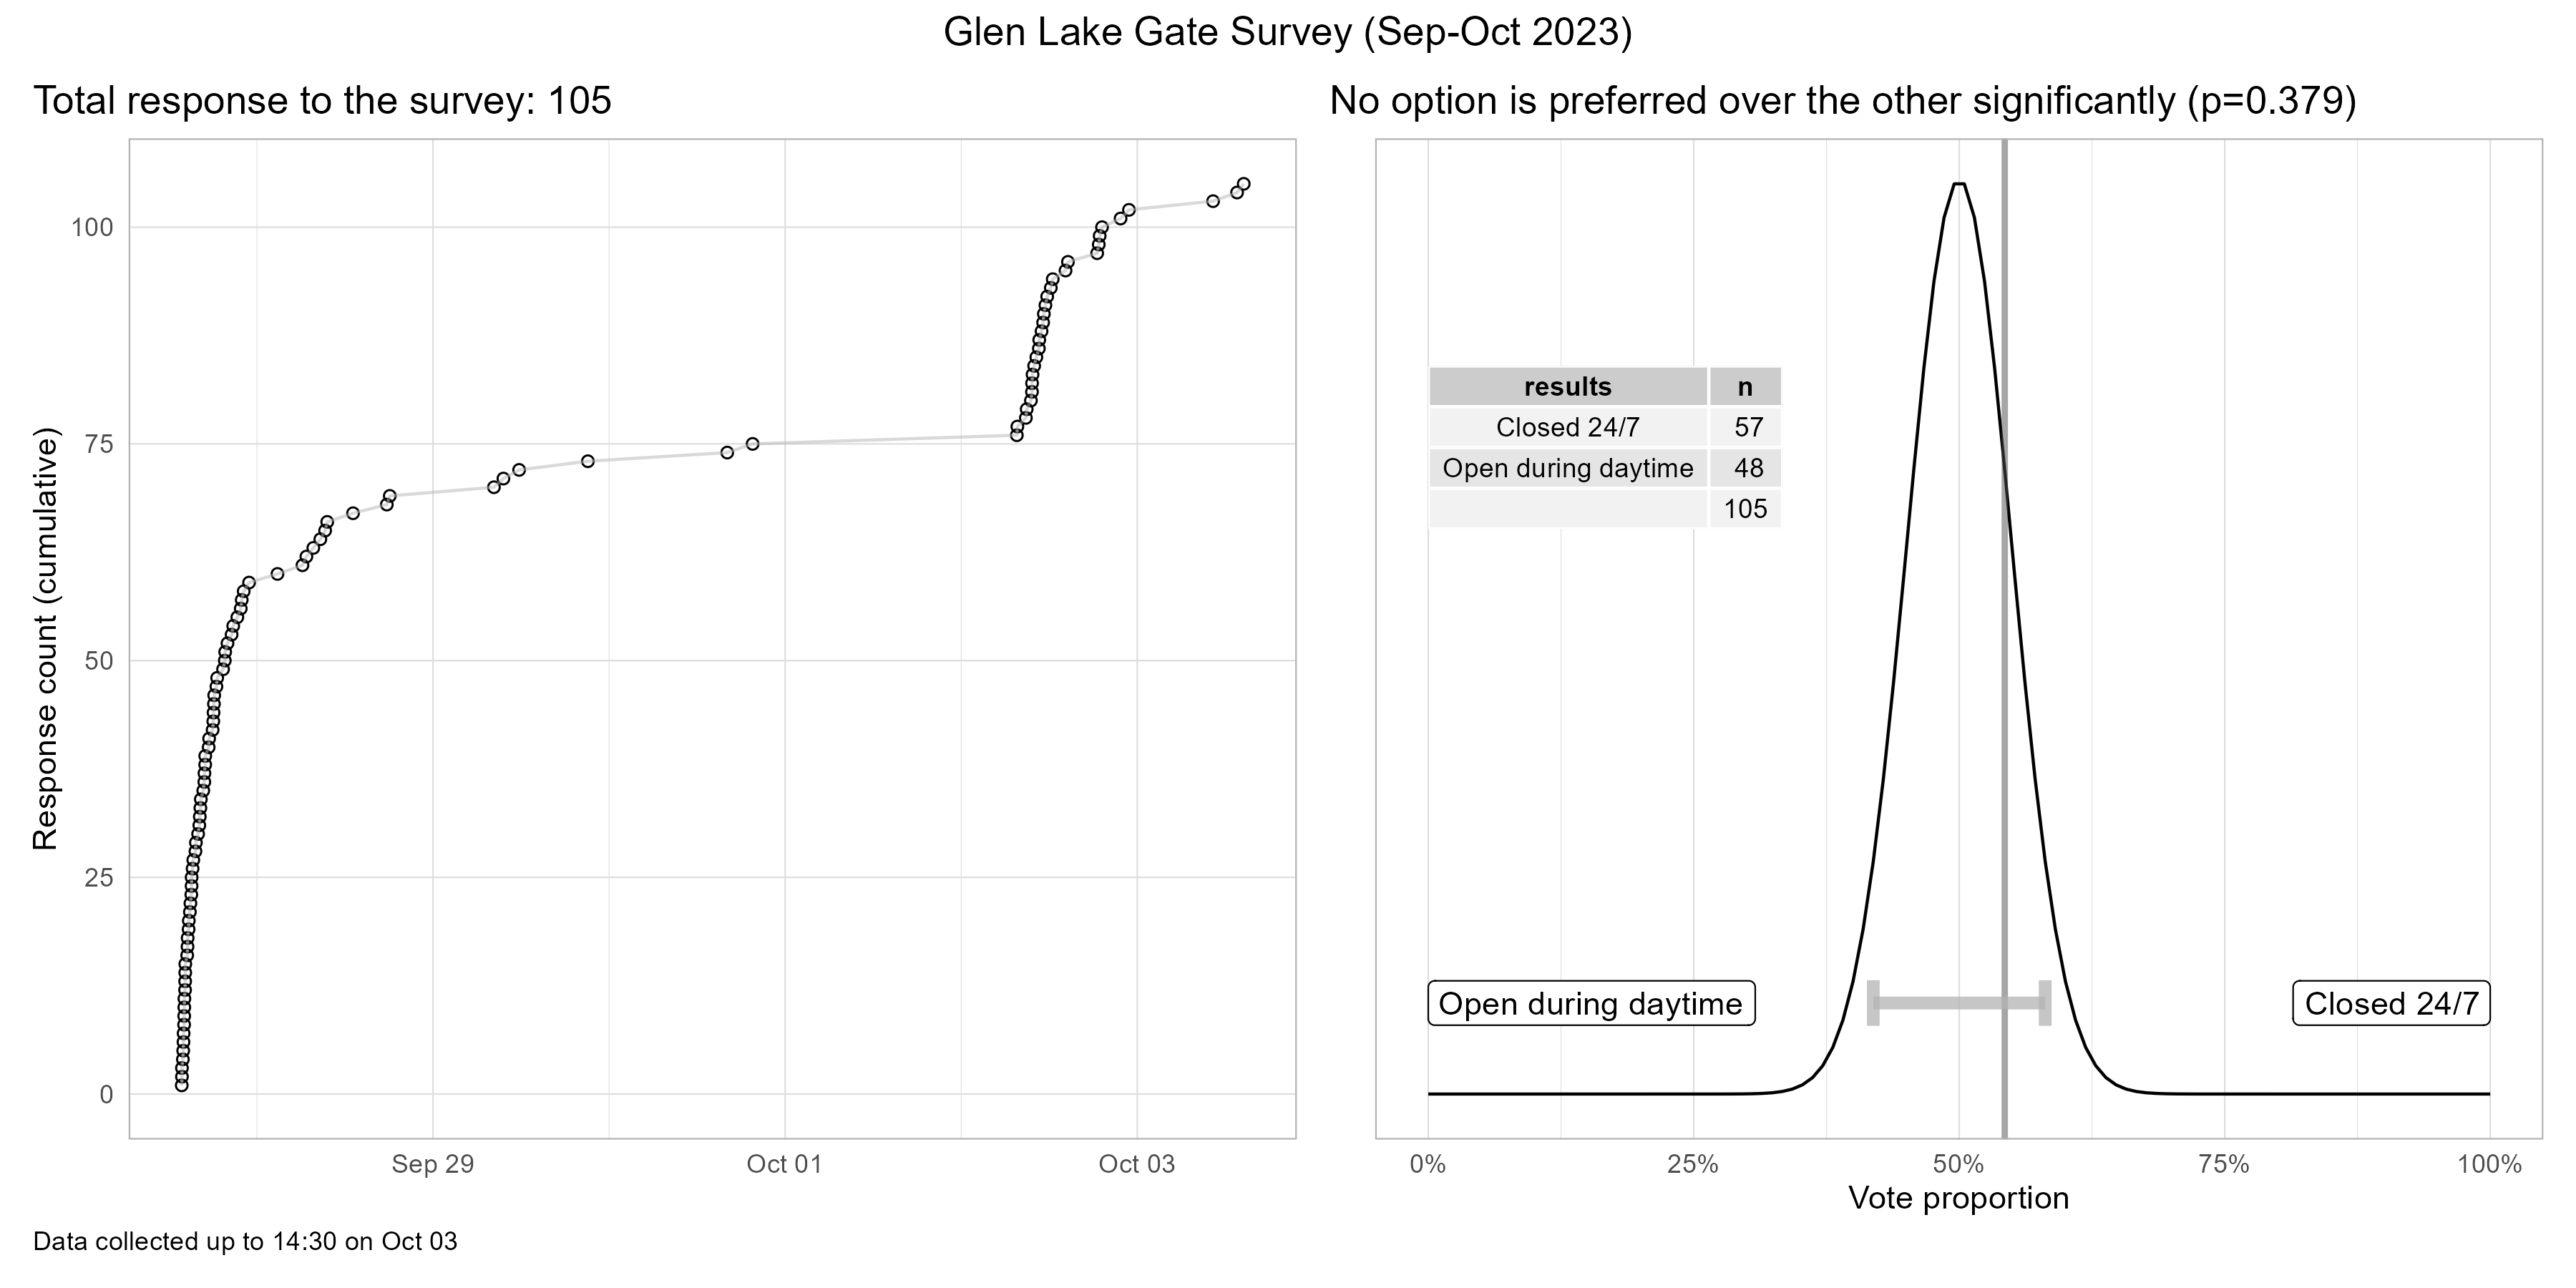 Glen Lake Gate Survey (Sep-Oct 2023)
Total response to the survey: 105
Response count (cumulative)
100
75
50
25
0
Sep 29 Oct 01 Oct 03
Data collected up to 14:30 on Oct 03
No option is preferred over the other significantly (p=0.379)
results n
Closed 24/7 57
Open during daytime 48
105
Open during daytime
Closed 24/7
0% 25% 50% 75% 100%
Vote proportion